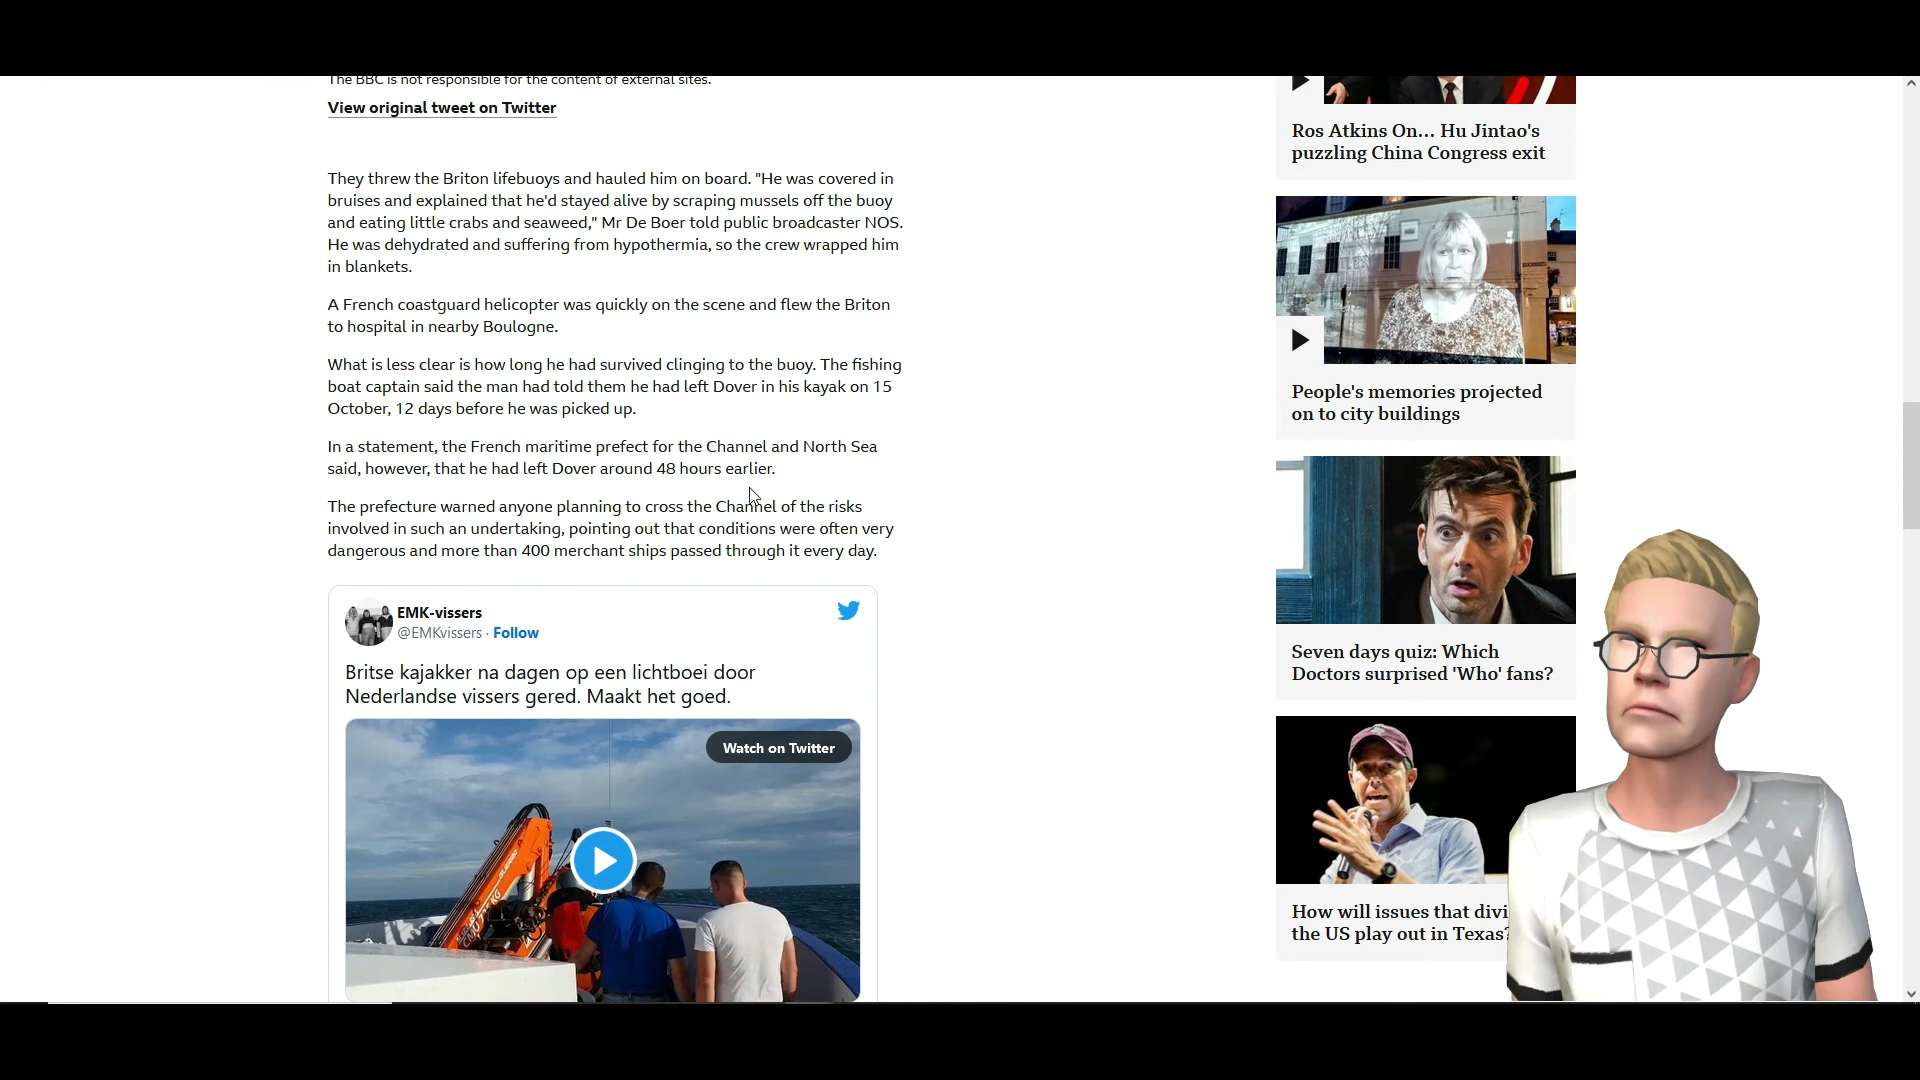 The BBC is not responsible for the content of external sites.
View original tweet on Twitter
They threw the Briton lifebuoys and hauled him on board. "He was covered in
bruises and explained that he'd stayed alive by scraping mussels off the buoy
and eating little crabs and seaweed," Mr De Boer told public broadcaster NOS.
He was dehydrated and suffering from hypothermia, so the crew wrapped him
in blankets.
A French coastguard helicopter was quickly on the scene and flew the Briton
to hospital in nearby Boulogne.
What is less clear is how long he had survived clinging to the buoy. The fishing
boat captain said the man had told them he had left Dover in his kayak on 15
October, 12 days before he was picked up.
In a statement, the French maritime prefect for the Channel and North Sea
said, however, that he had left Dover around 48 hours earlier.
The prefecture warned anyone planning to cross the Channel of the risks
involved in such an undertaking, pointing out that conditions were often very
dangerous and more than 400 merchant ships passed through it every day.
EMK-vissers
@EMKvissers · Follow
Britse kajakker na dagen op een lichtboei door
Nederlandse vissers gered. Maakt het goed.
Watch on Twitter
Ros Atkins On... Hu Jintao's
puzzling China Congress exit
People's memories projected
on to city buildings
Seven days quiz: Which
Doctors surprised 'Who' fans?
How will issues that divi
the US play out in Texas?